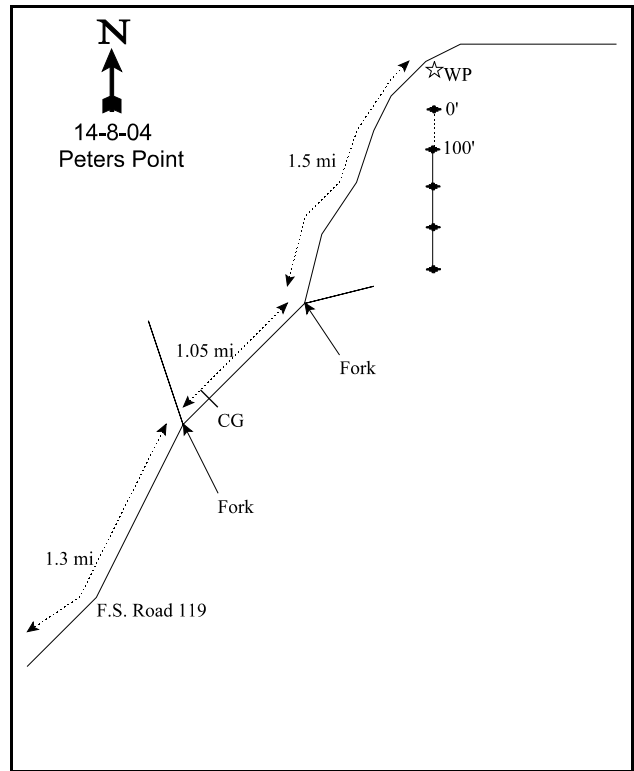 N
14-8-04
Peters Point
WP
0'
100'
1.5 mi
1.05 mi
Fork
CG
Fork
1.3 mi
F.S. Road 119